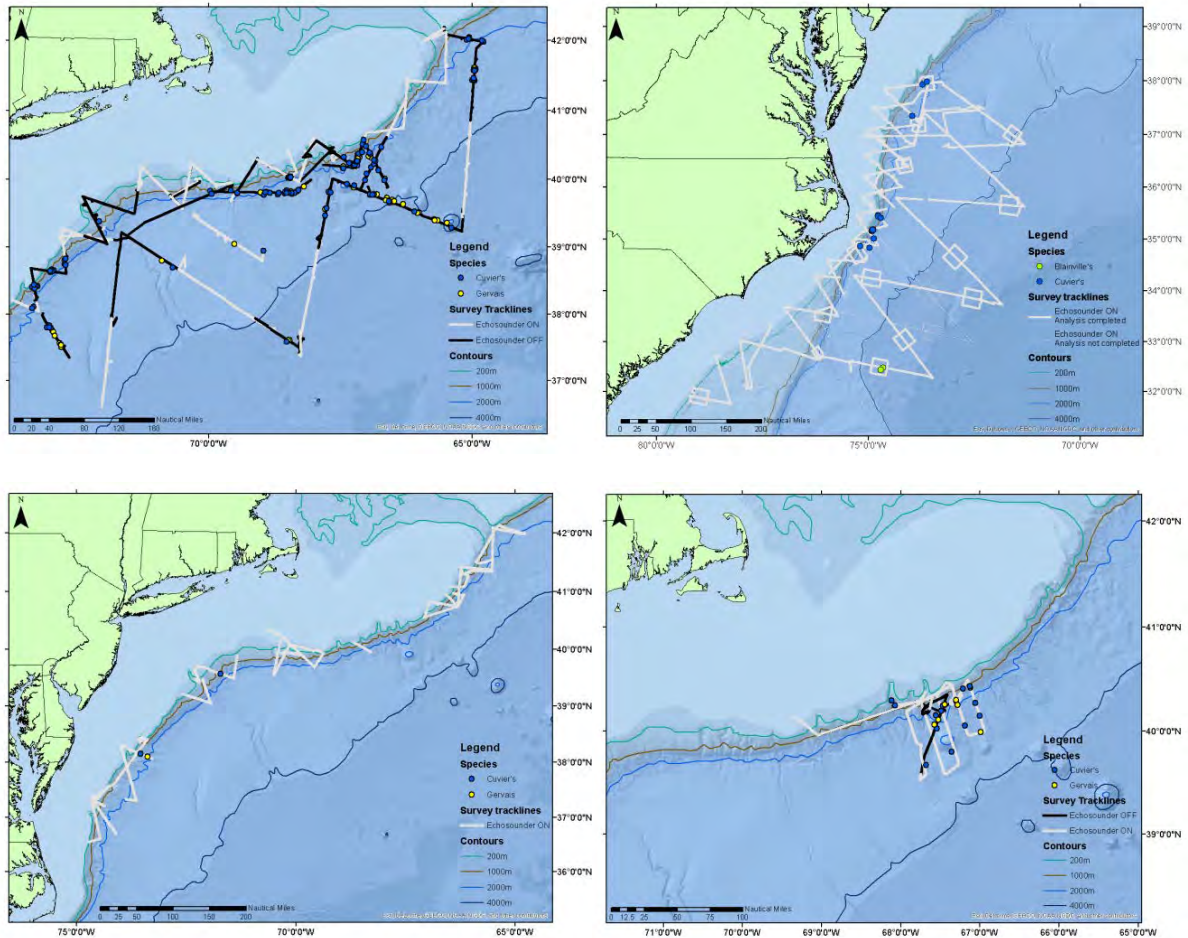 N
42°0'0"N
41°0'0"N
40°0'0"N
39°0'0"N
38°0'0"N
37°0'0"N
Legend
Species
Cuvier's
Gervais
Survey Tracklines
Echosounder ON
Echosounder OFF
Contours
200m
1000m
2000m
4000m
Nautical Miles
0 20 40 80 120 160
70°0'0"W
65°0'0"W
N
39°0'0"N
38°0'0"N
37°0'0"N
36°0'0"N
35°0'0"N
34°0'0"N
33°0'0"N
32°0'0"N
Legend
Species
Blainville's
Cuvier's
Survey tracklines
Echosounder ON
Analysis completed
Echosounder ON
Analysis not completed
Contours
200m
1000m
2000m
4000m
Nautical Miles
0 25 50 100 150 200
80°0'0"W
75°0'0"W
70°0'0"W
N
42°0'0"N
41°0'0"N
40°0'0"N
39°0'0"N
38°0'0"N
37°0'0"N
36°0'0"N
Legend
Species
Cuvier's
Gervais
Survey tracklines
Echosounder ON
Contours
200m
1000m
2000m
4000m
Nautical Miles
0 25 50 100 150 200
75°0'0"W
70°0'0"W
65°0'0"W
N
42°0'0"N
41°0'0"N
40°0'0"N
39°0'0"N
Legend
Species
Cuvier's
Gervais
Survey Tracklines
Echosounder OFF
Echosounder ON
Contours
200m
1000m
2000m
4000m
Nautical Miles
0 12.5 25 50 75 100
71°0'0"W
70°0'0"W
69°0'0"W
68°0'0"W
67°0'0"W
66°0'0"W
65°0'0"W